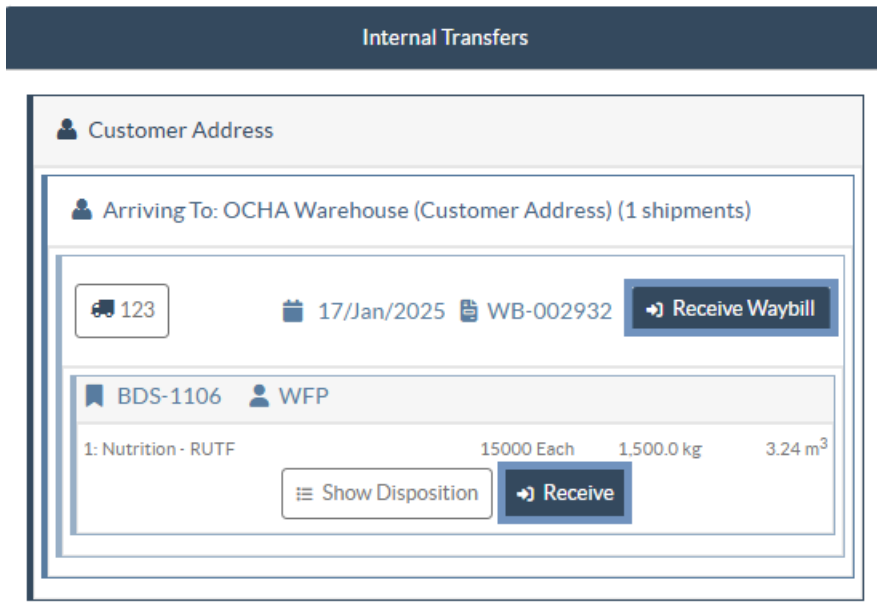 Internal Transfers
Customer Address
Arriving To: OCHA Warehouse (Customer Address) (1 shipments)
123 17/Jan/2025 WB-002932 Receive Waybill
BDS-1106 WFP
1: Nutrition - RUTF 15000 Each 1,500.0 kg 3.24 m³
Show Disposition Receive